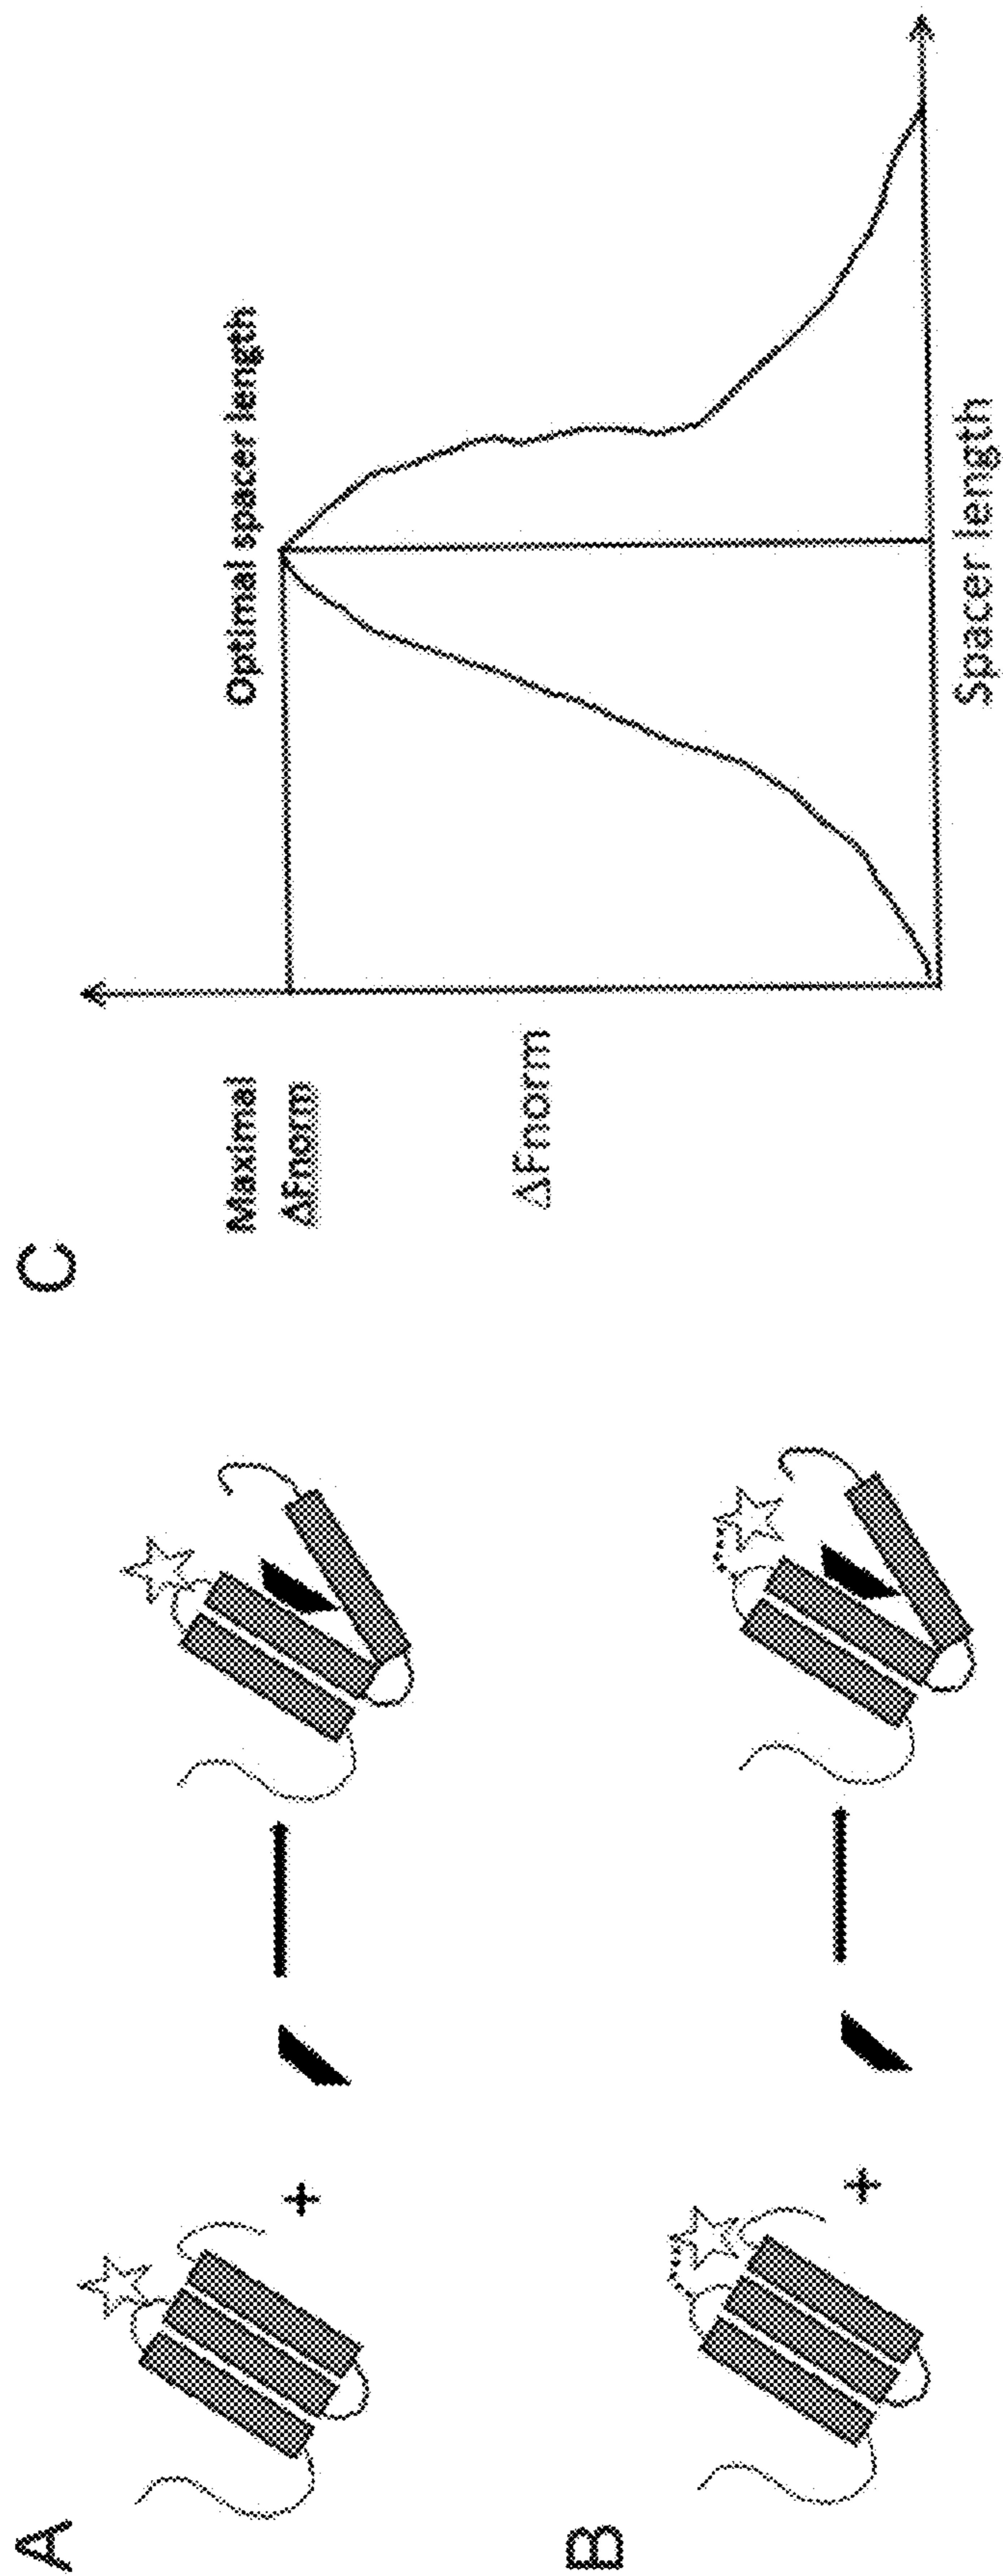 A
+
B
+
C
Maximal
ΔFnorm
ΔFnorm
Optimal spacer length
Spacer length